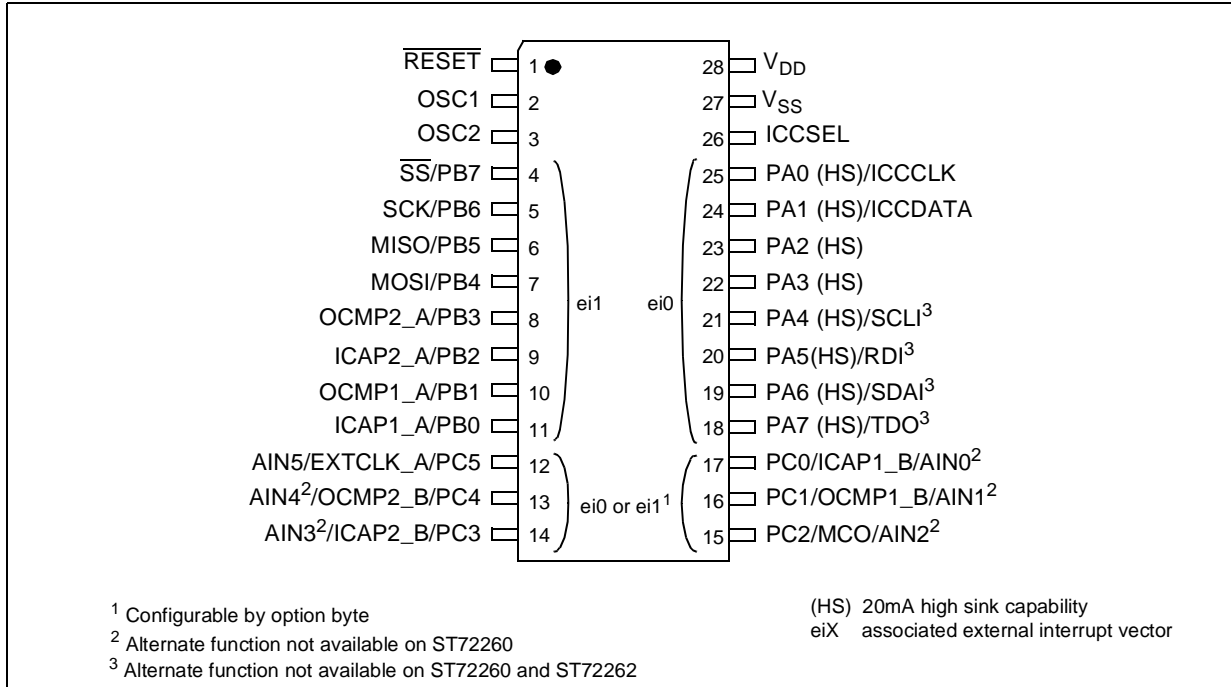 RESET 1 28 VDD
OSC1 2 27 VSS
OSC2 3 26 ICCSEL
SS/PB7 4 25 PA0 (HS)/ICCCLK
SCK/PB6 5 24 PA1 (HS)/ICCDATA
MISO/PB5 6 23 PA2 (HS)
MOSI/PB4 7 22 PA3 (HS)
ei1 ei0
OCMP2_A/PB3 8 21 PA4 (HS)/SCLI3
ICAP2_A/PB2 9 20 PA5(HS)/RDI3
OCMP1_A/PB1 10 19 PA6 (HS)/SDAI3
ICAP1_A/PB0 11 18 PA7 (HS)/TDO3
AIN5/EXTCLK_A/PC5 12 17 PC0/ICAP1_B/AIN02
AIN42/OCMP2_B/PC4 13 ei0 or ei11 16 PC1/OCMP1_B/AIN12
AIN32/ICAP2_B/PC3 14 15 PC2/MCO/AIN22
1 Configurable by option byte
2 Alternate function not available on ST72260
3 Alternate function not available on ST72260 and ST72262
(HS) 20mA high sink capability
eiX associated external interrupt vector